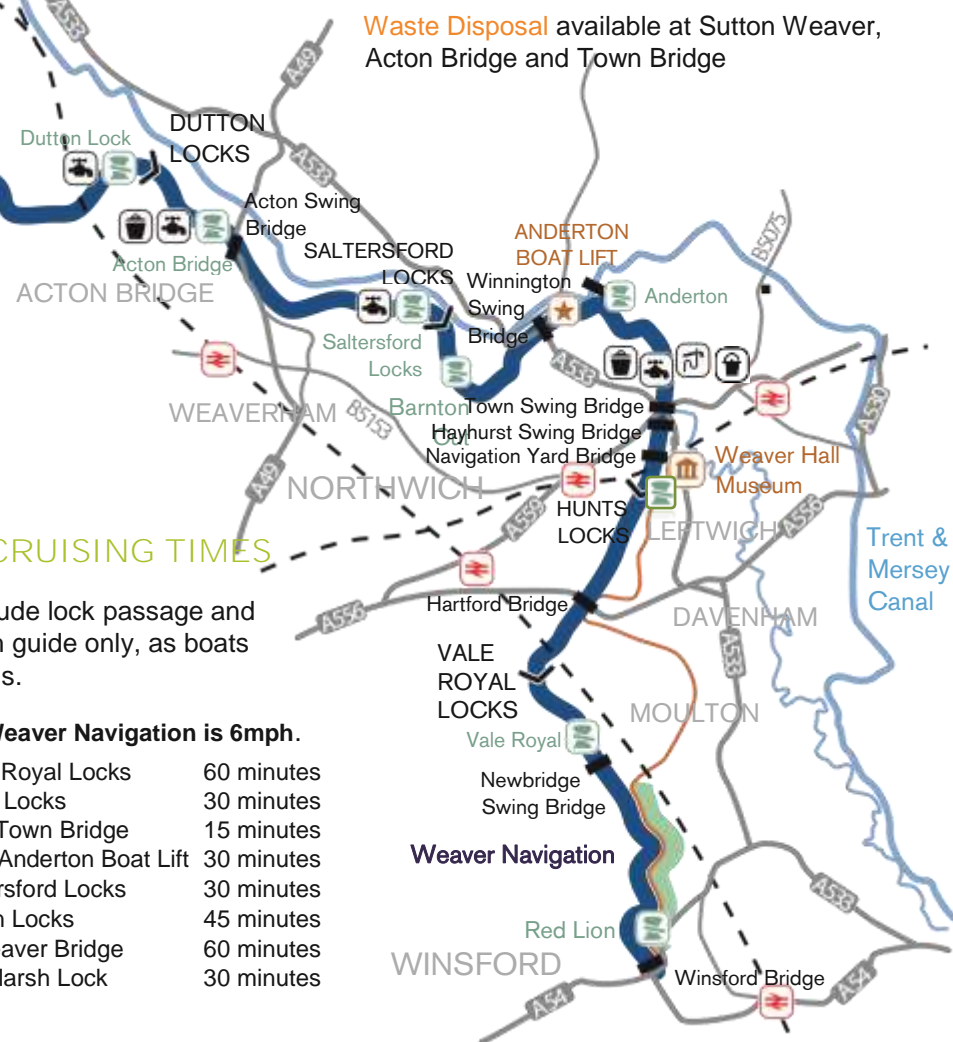 Waste Disposal available at Sutton Weaver,
Acton Bridge and Town Bridge
A533
A49
Dutton Lock
DUTTON
LOCKS
A533
Acton Swing
Bridge
Acton Bridge
ACTON BRIDGE
SALTERSFORD
LOCKS
ANDERTON
BOAT LIFT
Winnington
Swing
Bridge
Anderton
B5075
Saltersford
Locks
A533
A530
WEAVERHAM
B5153
Barnton
Cut
Town Swing Bridge
Hayhurst Swing Bridge
Navigation Yard Bridge
Weaver Hall
Museum
A49
NORTHWICH
A559
HUNTS
LOCKS
LEFTWICH
A556
Trent &
Mersey
Canal
CRUISING TIMES
A556
Hartford Bridge
DAVENHAM
A533
ude lock passage and
n guide only, as boats
s.
VALE
ROYAL
LOCKS
MOULTON
Vale Royal
Newbridge
Swing Bridge
Weaver Navigation is 6mph.
Royal Locks 60 minutes
Locks 30 minutes
Town Bridge 15 minutes
Anderton Boat Lift 30 minutes
rsford Locks 30 minutes
n Locks 45 minutes
eaver Bridge 60 minutes
Marsh Lock 30 minutes
Weaver Navigation
A533
Red Lion
WINSFORD
Winsford Bridge
A54
A54